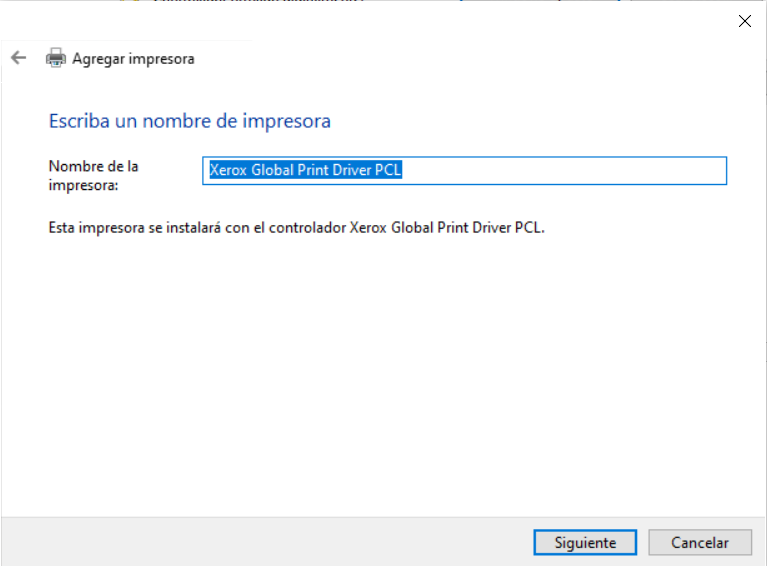 Agregar impresora
Escriba un nombre de impresora
Nombre de la
impresora:
Xerox Global Print Driver PCL
Esta impresora se instalará con el controlador Xerox Global Print Driver PCL.
Siguiente
Cancelar